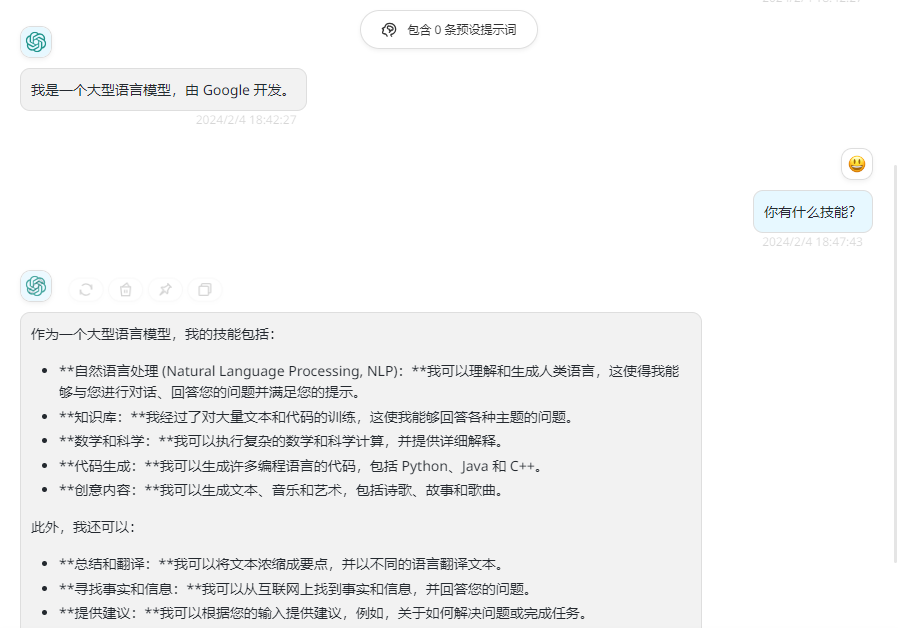 包含 0 条预设提示词
我是一个大型语言模型，由 Google 开发。
2024/2/4 18:42:27
你有什么技能？
2024/2/4 18:47:43
作为一个大型语言模型，我的技能包括：
**自然语言处理 (Natural Language Processing, NLP)：**我可以理解和生成人类语言，这使得我能
够与您进行对话、回答您的问题并满足您的提示。
**知识库：**我经过了对大量文本和代码的训练，这使我能够回答各种主题的问题。
**数学和科学：**我可以执行复杂的数学和科学计算，并提供详细解释。
**代码生成：**我可以生成许多编程语言的代码，包括 Python、Java 和 C++。
**创意内容：**我可以生成文本、音乐和艺术，包括诗歌、故事和歌曲。
此外，我还可以：
**总结和翻译：**我可以将文本浓缩成要点，并以不同的语言翻译文本。
**寻找事实和信息：**我可以从互联网上找到事实和信息，并回答您的问题。
**提供建议：**我可以根据您的输入提供建议，例如，关于如何解决问题或完成任务。